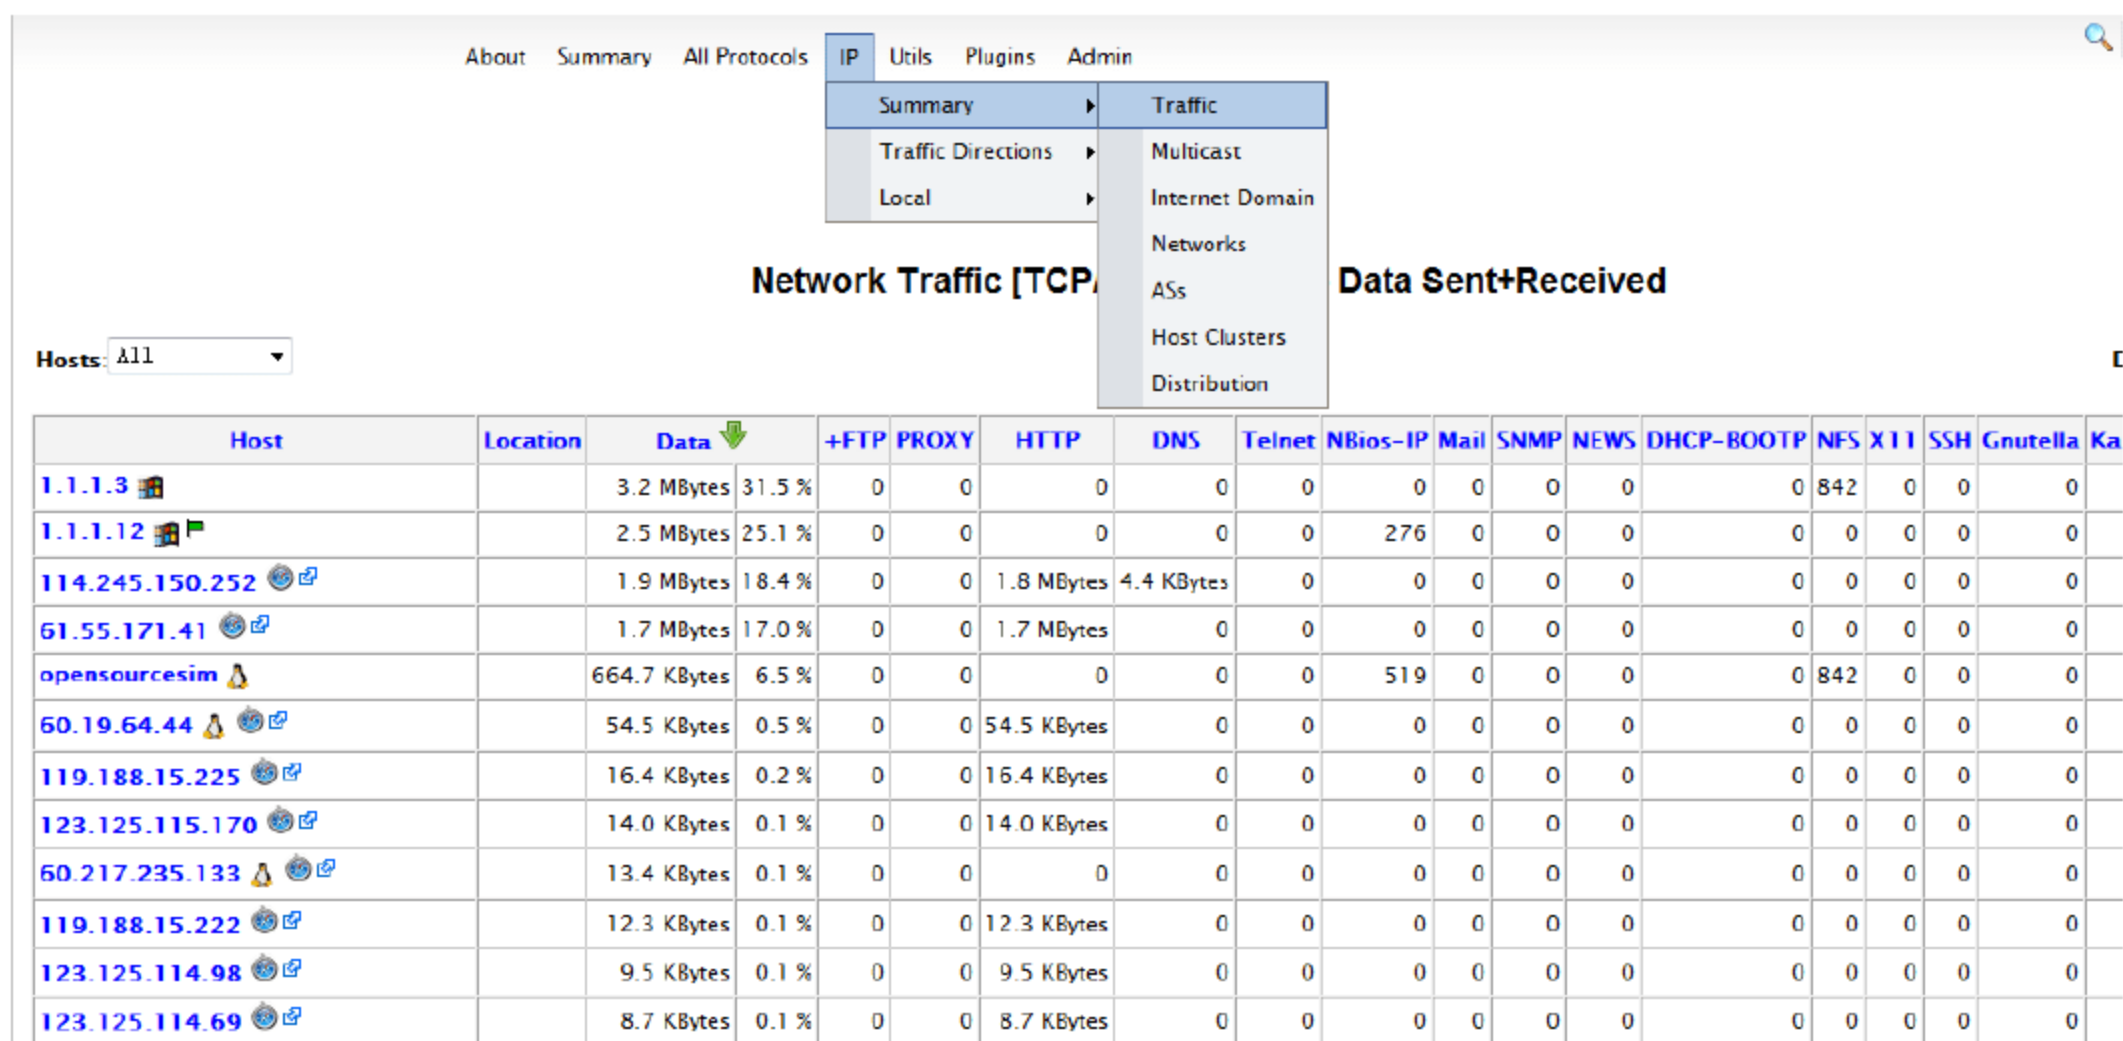 About Summary All Protocols IP Utils Plugins Admin
Summary Traffic
Traffic Directions Multicast
Local Internet Domain
Networks
ASs
Host Clusters
Distribution
Network Traffic [TCP Data Sent+Received
Hosts: All
Host Location Data +FTP PROXY HTTP DNS Telnet NBios-IP Mail SNMP NEWS DHCP-BOOTP NFS X11 SSH Gnutella Ka
1.1.1.3 3.2 MBytes 31.5 % 0 0 0 0 0 0 0 0 0 0 842 0 0 0
1.1.1.12 2.5 MBytes 25.1 % 0 0 0 0 0 276 0 0 0 0 0 0 0 0
114.245.150.252 1.9 MBytes 18.4 % 0 0 1.8 MBytes 4.4 KBytes 0 0 0 0 0 0 0 0 0 0
61.55.171.41 1.7 MBytes 17.0 % 0 0 1.7 MBytes 0 0 0 0 0 0 0 0 0 0 0
opensourcesim 664.7 KBytes 6.5 % 0 0 0 0 0 519 0 0 0 0 842 0 0 0
60.19.64.44 54.5 KBytes 0.5 % 0 0 54.5 KBytes 0 0 0 0 0 0 0 0 0 0 0
119.188.15.225 16.4 KBytes 0.2 % 0 0 16.4 KBytes 0 0 0 0 0 0 0 0 0 0 0
123.125.115.170 14.0 KBytes 0.1 % 0 0 14.0 KBytes 0 0 0 0 0 0 0 0 0 0 0
60.217.235.133 13.4 KBytes 0.1 % 0 0 0 0 0 0 0 0 0 0 0 0 0 0
119.188.15.222 12.3 KBytes 0.1 % 0 0 12.3 KBytes 0 0 0 0 0 0 0 0 0 0 0
123.125.114.98 9.5 KBytes 0.1 % 0 0 9.5 KBytes 0 0 0 0 0 0 0 0 0 0 0
123.125.114.69 8.7 KBytes 0.1 % 0 0 8.7 KBytes 0 0 0 0 0 0 0 0 0 0 0